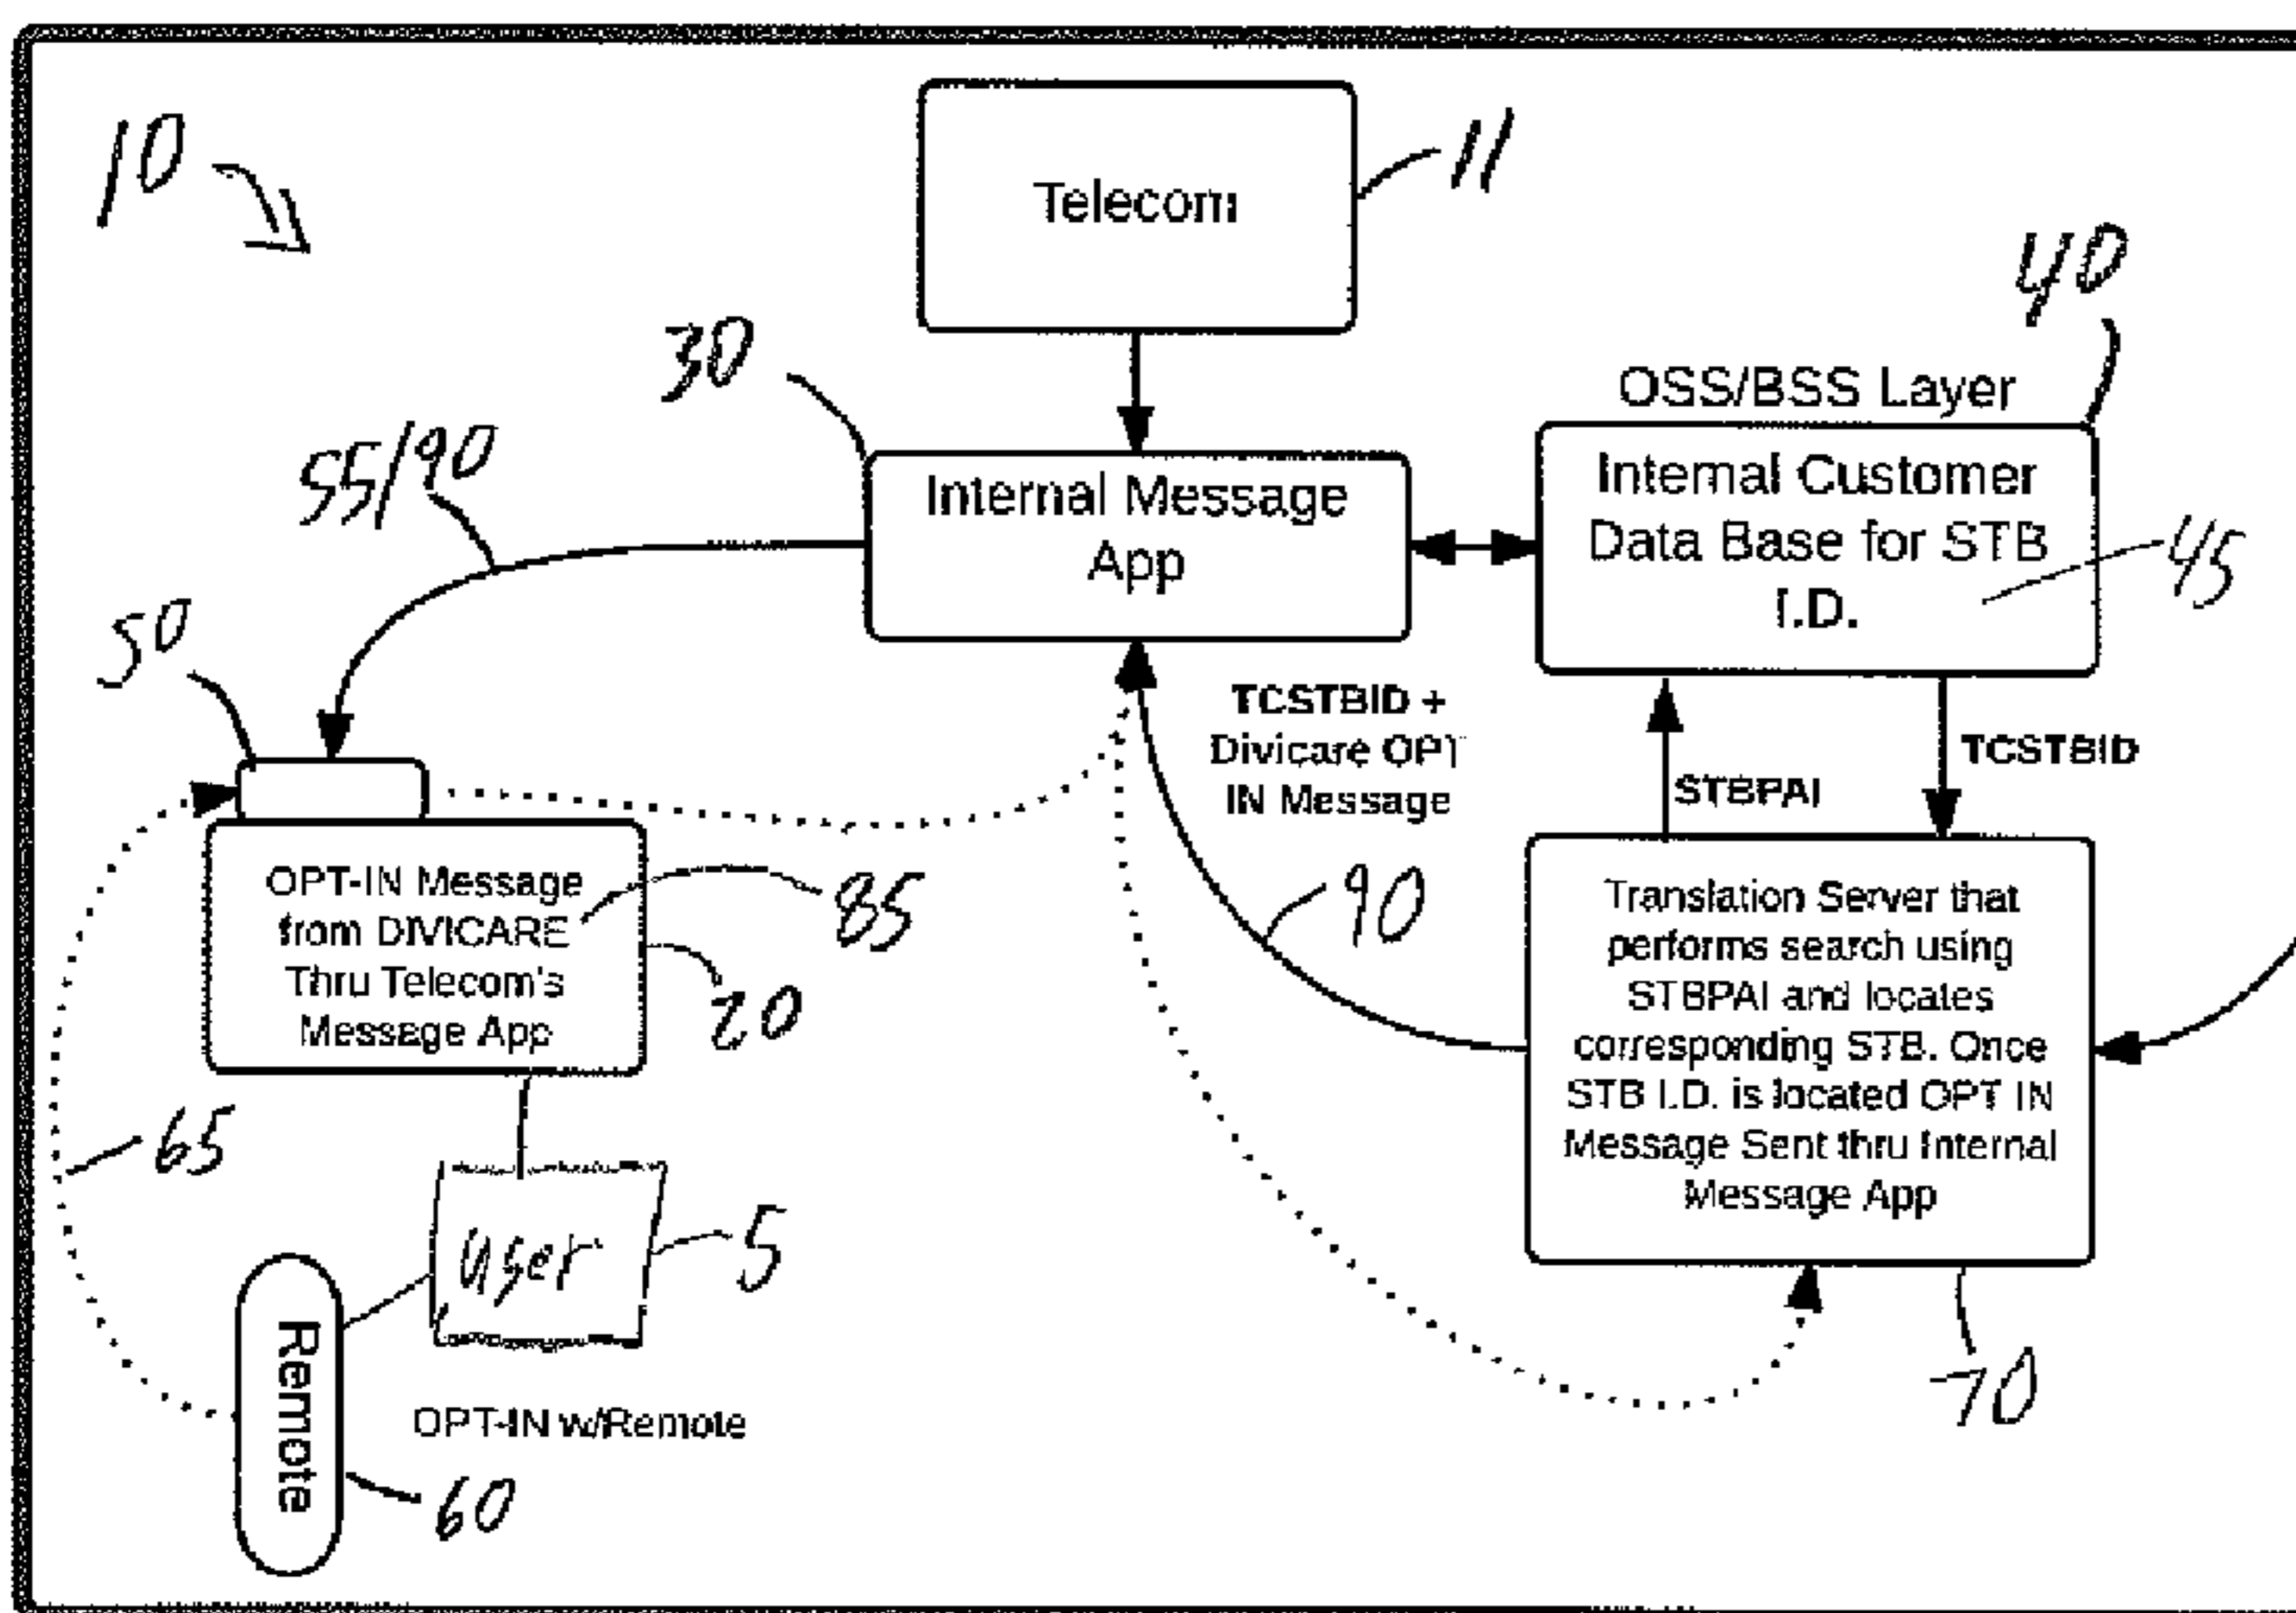 10
Telecom
11
40
30
OSS/BSS Layer
55/90
Internal Message
App
Internal Customer
Data Base for STB
I.D.
45
50
TCSTBID +
Divicare OPT
IN Message
STBPAI
TCSTBID
OPT-IN Message
from DIVICARE
Thru Telecom's
Message App
85
20
90
Translation Server that
performs search using
STBPAI and locates
corresponding STB. Once
STB I.D. is located OPT IN
Message Sent thru Internal
Message App
65
user
5
70
Remote
OPT-IN w/Remote
60